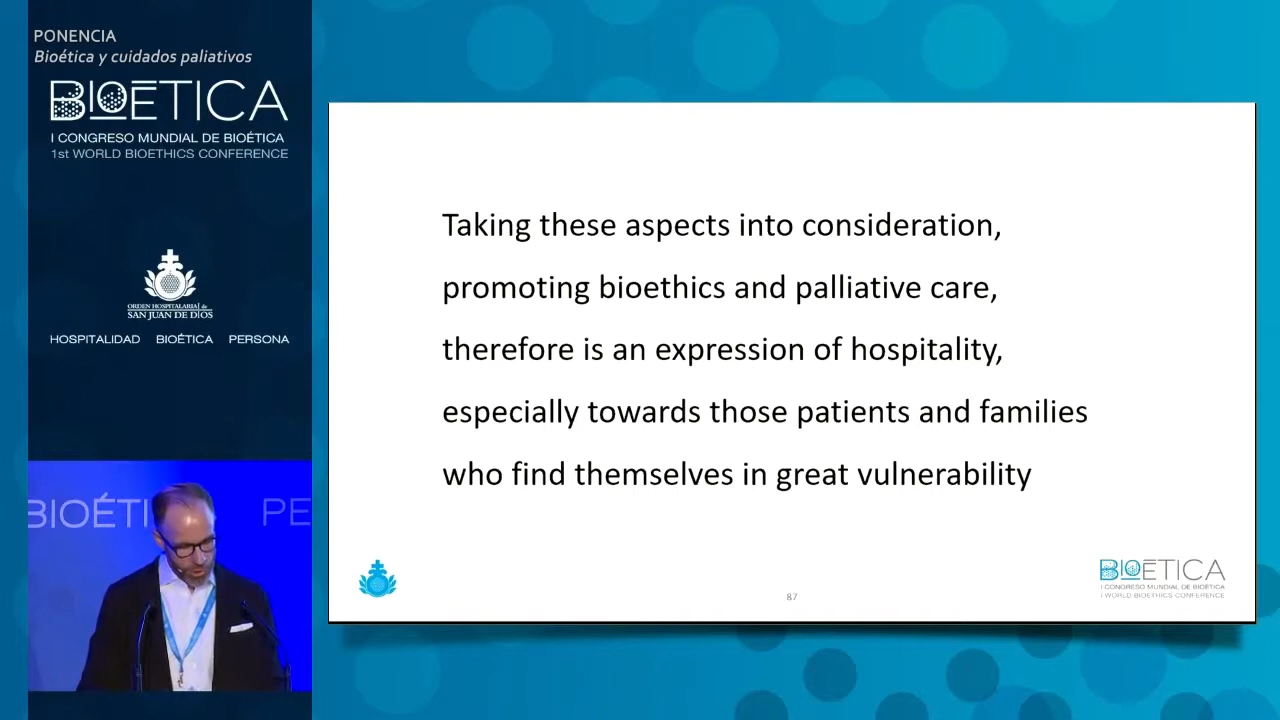 PONENCIA
Bioética y cuidados paliativos
BIOÉTICA
I CONGRESO MUNDIAL DE BIOÉTICA
1st WORLD BIOETHICS CONFERENCE
ORDEN HOSPITALARIA de
SAN JUAN DE DIOS
HOSPITALIDAD BIOÉTICA PERSONA
BIOÉTI PE
Taking these aspects into consideration,
promoting bioethics and palliative care,
therefore is an expression of hospitality,
especially towards those patients and families
who find themselves in great vulnerability
87
BIOÉTICA
I CONGRESO MUNDIAL DE BIOÉTICA
I WORLD BIOETHICS CONFERENCE